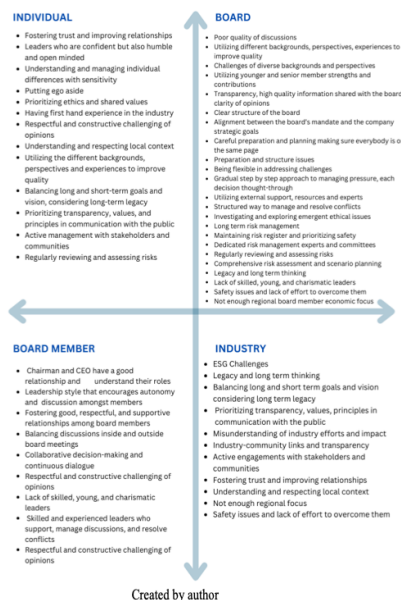 INDIVIDUAL
• Fostering trust and improving relationships
• Leaders who are confident but also humble
and open minded
• Understanding and managing individual
differences with sensitivity
• Putting ego aside
• Prioritizing ethics and shared values
• Having first hand experience in the industry
• Respectful and constructive challenging of
opinions
• Understanding and respecting local context
• Utilizing the different backgrounds,
perspectives and experiences to improve
quality
• Balancing long and short-term goals and
vision, considering long-term legacy
• Prioritizing transparency, values, and
principles in communication with the public
• Active management with stakeholders and
communities
• Regularly reviewing and assessing risks
BOARD
• Poor quality of discussions
• Utilizing different backgrounds, perspectives, experiences to
improve quality
• Challenges of diverse backgrounds and perspectives
• Utilizing younger and senior member strengths and
contributions
• Transparency, high quality information shared with the board
clarity of opinions
• Clear structure of the board
• Alignment between the board's mandate and the company
strategic goals
• Careful preparation and planning making sure everybody is o
the same page
• Preparation and structure issues
• Being flexible in addressing challenges
• Gradual step by step approach to managing pressure, each
decision thought-through
• Utilizing external support, resources and experts
• Structured way to manage and resolve conflicts
• Investigating and exploring emergent ethical issues
• Long term risk management
• Maintaining risk register and prioritizing safety
• Dedicated risk management experts and committees
• Regularly reviewing and assessing risks
• Comprehensive risk assessment and scenario planning
• Legacy and long term thinking
• Lack of skilled, young, and charismatic leaders
• Safety issues and lack of effort to overcome them
• Not enough regional board member economic focus
BOARD MEMBER
• Chairman and CEO have a good
relationship and understand their roles
• Leadership style that encourages autonomy
and discussion amongst members
• Fostering good, respectful, and supportive
relationships among board members
• Balancing discussions inside and outside
board meetings
• Collaborative decision-making and
continuous dialogue
• Respectful and constructive challenging of
opinions
• Lack of skilled, young, and charismatic
leaders
• Skilled and experienced leaders who
support, manage discussions, and resolve
conflicts
• Respectful and constructive challenging of
opinions
INDUSTRY
• ESG Challenges
• Legacy and long term thinking
• Balancing long and short term goals and vision
considering long term legacy
• Prioritizing transparency, values, principles in
communication with the public
• Misunderstanding of industry efforts and impact
• Industry-community links and transparency
• Active engagements with stakeholders and
communities
• Fostering trust and improving relationships
• Understanding and respecting local context
• Not enough regional focus
• Safety issues and lack of effort to overcome them
Created by author